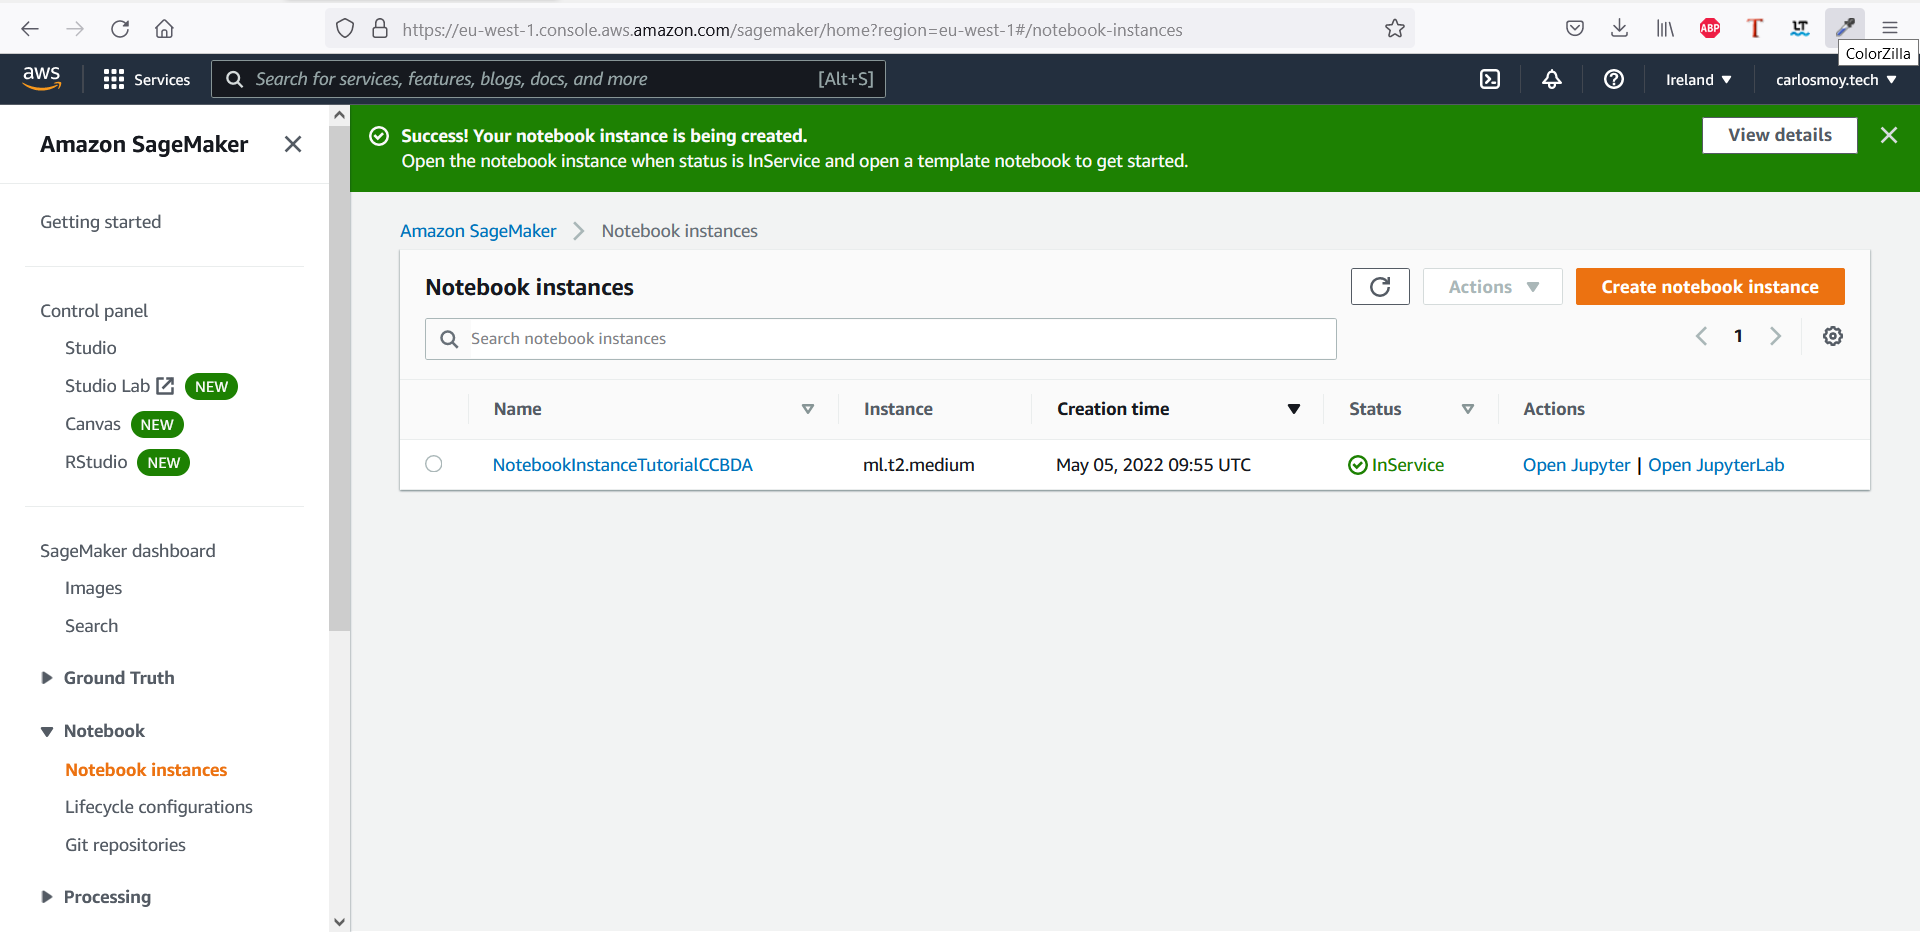 https://eu-west-1.console.aws.amazon.com/sagemaker/home?region=eu-west-1#/notebook-instances
ABP
T
LT
ColorZilla
aws
Services
Search for services, features, blogs, docs, and more
[Alt+S]
Ireland
carlosmoy.tech
Amazon SageMaker
Getting started
Control panel
Studio
Studio Lab NEW
Canvas NEW
RStudio NEW
SageMaker dashboard
Images
Search
Ground Truth
Notebook
Notebook instances
Lifecycle configurations
Git repositories
Processing
Success! Your notebook instance is being created.
Open the notebook instance when status is InService and open a template notebook to get started.
View details
Amazon SageMaker Notebook instances
Notebook instances
Actions
Create notebook instance
Search notebook instances
1
Name Instance Creation time Status Actions
NotebookInstanceTutorialCCBDA ml.t2.medium May 05, 2022 09:55 UTC InService Open Jupyter | Open JupyterLab